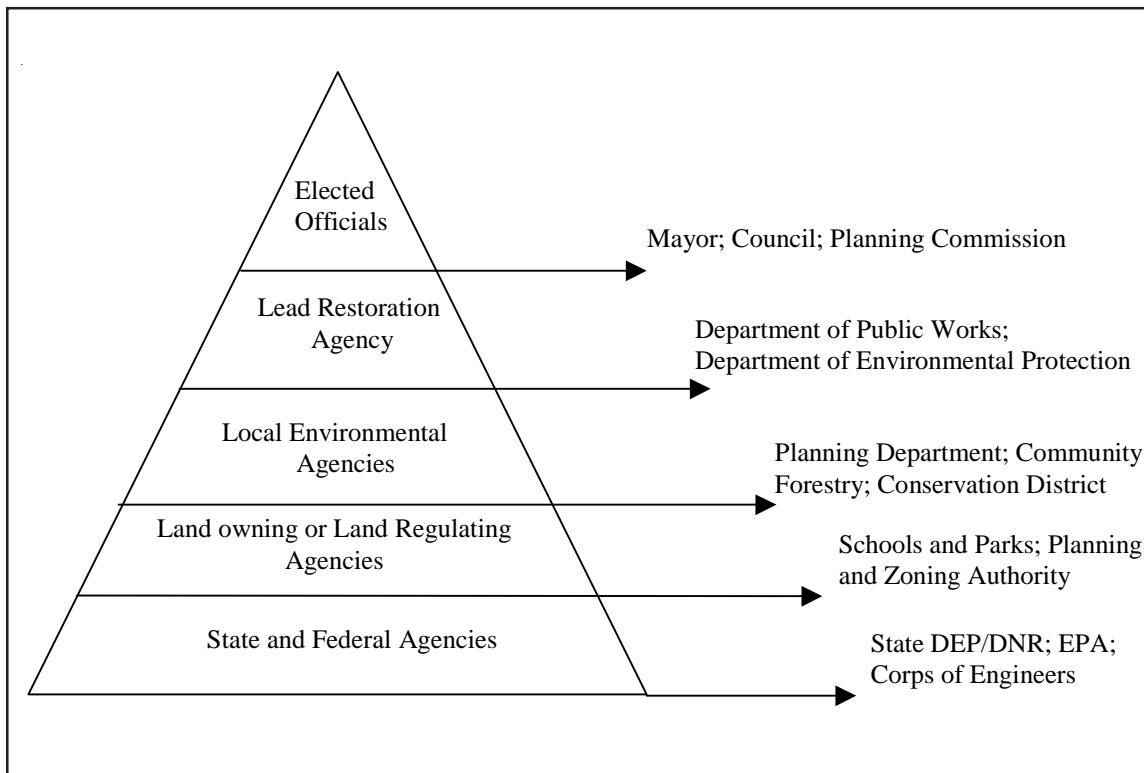 Elected
Officials
Mayor; Council; Planning Commission
Lead Restoration
Agency
Department of Public Works;
Department of Environmental Protection
Local Environmental
Agencies
Planning Department; Community
Forestry; Conservation District
Land owning or Land Regulating
Agencies
Schools and Parks; Planning
and Zoning Authority
State and Federal Agencies
State DEP/DNR; EPA;
Corps of Engineers